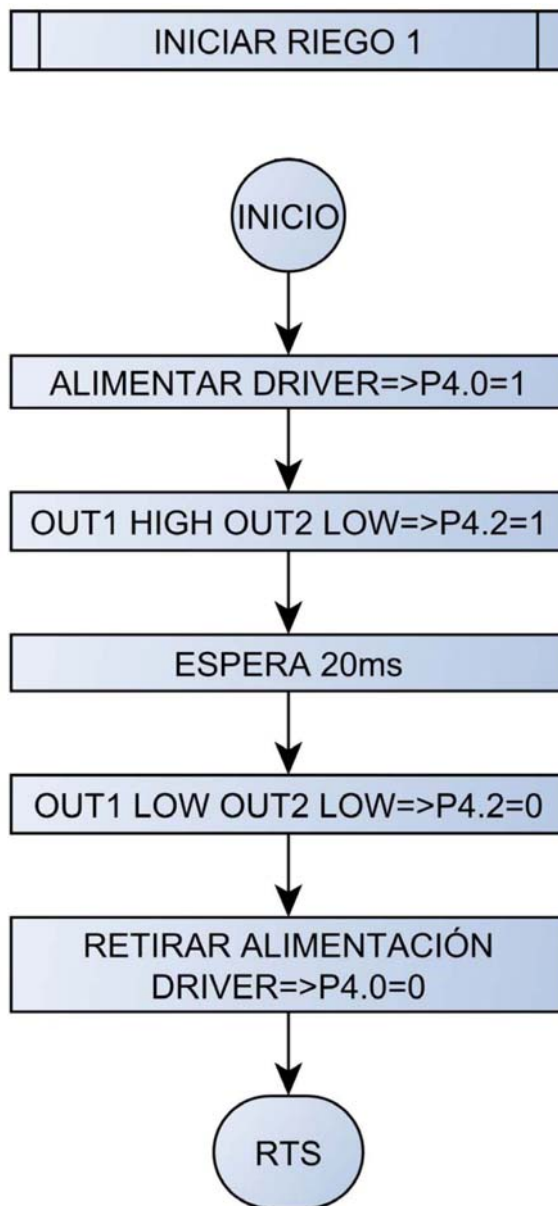 INICIAR RIEGO 1
INICIO
ALIMENTAR DRIVER=>P4.0=1
OUT1 HIGH OUT2 LOW=>P4.2=1
ESPERA 20ms
OUT1 LOW OUT2 LOW=>P4.2=0
RETIRAR ALIMENTACIÓN
DRIVER=>P4.0=0
RTS